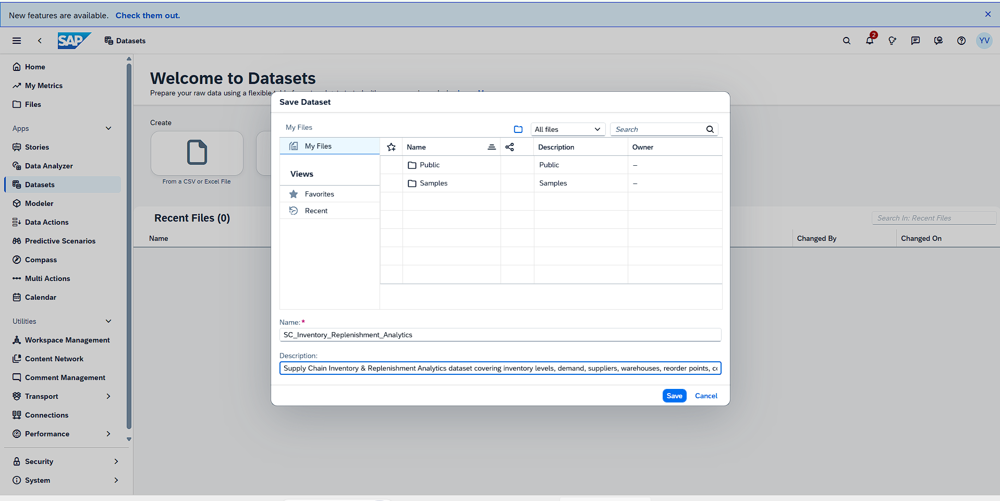 New features are available. Check them out.
SAP Datasets 2 YV
Home
My Metrics
Files
Apps
Stories
Data Analyzer
Datasets
Modeler
Data Actions
Predictive Scenarios
Compass
Multi Actions
Calendar
Utilities
Workspace Management
Content Network
Comment Management
Transport
Connections
Performance
Security
System
Welcome to Datasets
Prepare your raw data using a flexible
Create
From a CSV or Excel File
Recent Files (0)
Search In: Recent Files
Name Changed By Changed On
Save Dataset
My Files All files Search
My Files
Views
Favorites
Recent
Name Description Owner
Public Public –
Samples Samples –
Name: *
SC_Inventory_Replenishment_Analytics
Description:
Supply Chain Inventory & Replenishment Analytics dataset covering inventory levels, demand, suppliers, warehouses, reorder points,
Save Cancel